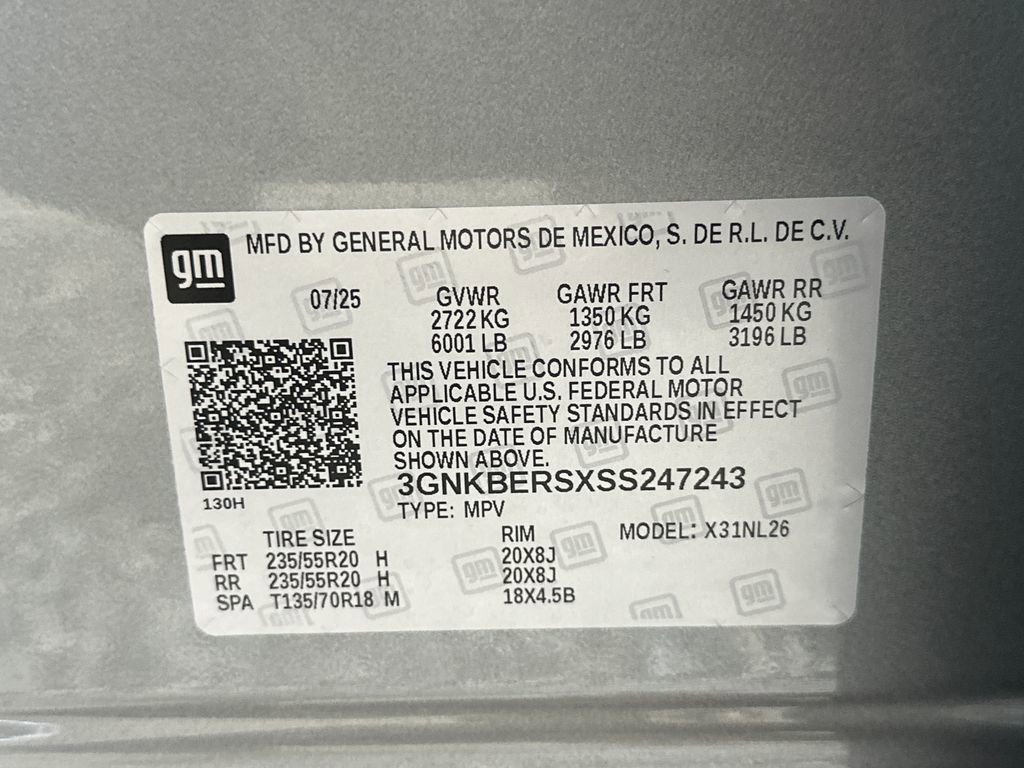 gm MFD BY GENERAL MOTORS DE MEXICO, S. DE R.L. DE C.V.
07/25 GVWR GAWR FRT GAWR RR
2722 KG 1350 KG 1450 KG
6001 LB 2976 LB 3196 LB
THIS VEHICLE CONFORMS TO ALL
APPLICABLE U.S. FEDERAL MOTOR
VEHICLE SAFETY STANDARDS IN EFFECT
ON THE DATE OF MANUFACTURE
SHOWN ABOVE.
3GNKBERSXSS247243
130H
TYPE: MPV
TIRE SIZE RIM MODEL: X31NL26
FRT 235/55R20 H 20X8J
RR 235/55R20 H 20X8J
SPA T135/70R18 M 18X4.5B